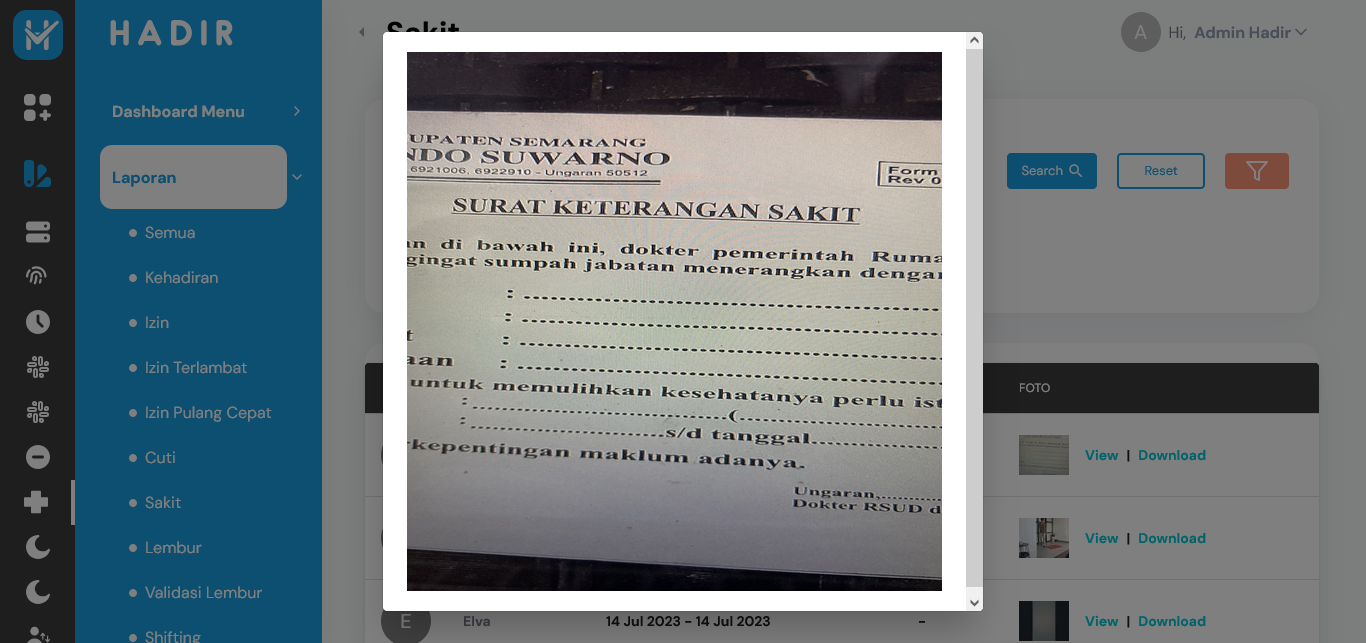 HADIR
Dashboard Menu
Laporan
Semua
Kehadiran
Izin
Izin Terlambat
Izin Pulang Cepat
Cuti
Sakit
Lembur
Validasi Lembur
Shifting
Sakit
A
Hi, Admin Hadir
Search
Reset
UPATEN SEMARANG
NDO SUWARNO
6921006, 6922910 - Ungaran 50512
Form
Rev 0
SURAT KETERANGAN SAKIT
an di bawah ini, dokter pemerintah Ruma
gingat sumpah jabatan menerangkan dengan
: ..........................................................
: ..........................................................
t : ..........................................................
aan : ..........................................................
untuk memulihkan kesehatanya perlu ist
: ........................................(..............................
: ..............................s/d tanggal....................
kepentingan maklum adanya.
Ungaran,..........
Dokter RSUD d
FOTO
View | Download
View | Download
E
Elva
14 Jul 2023 - 14 Jul 2023
-
View | Download